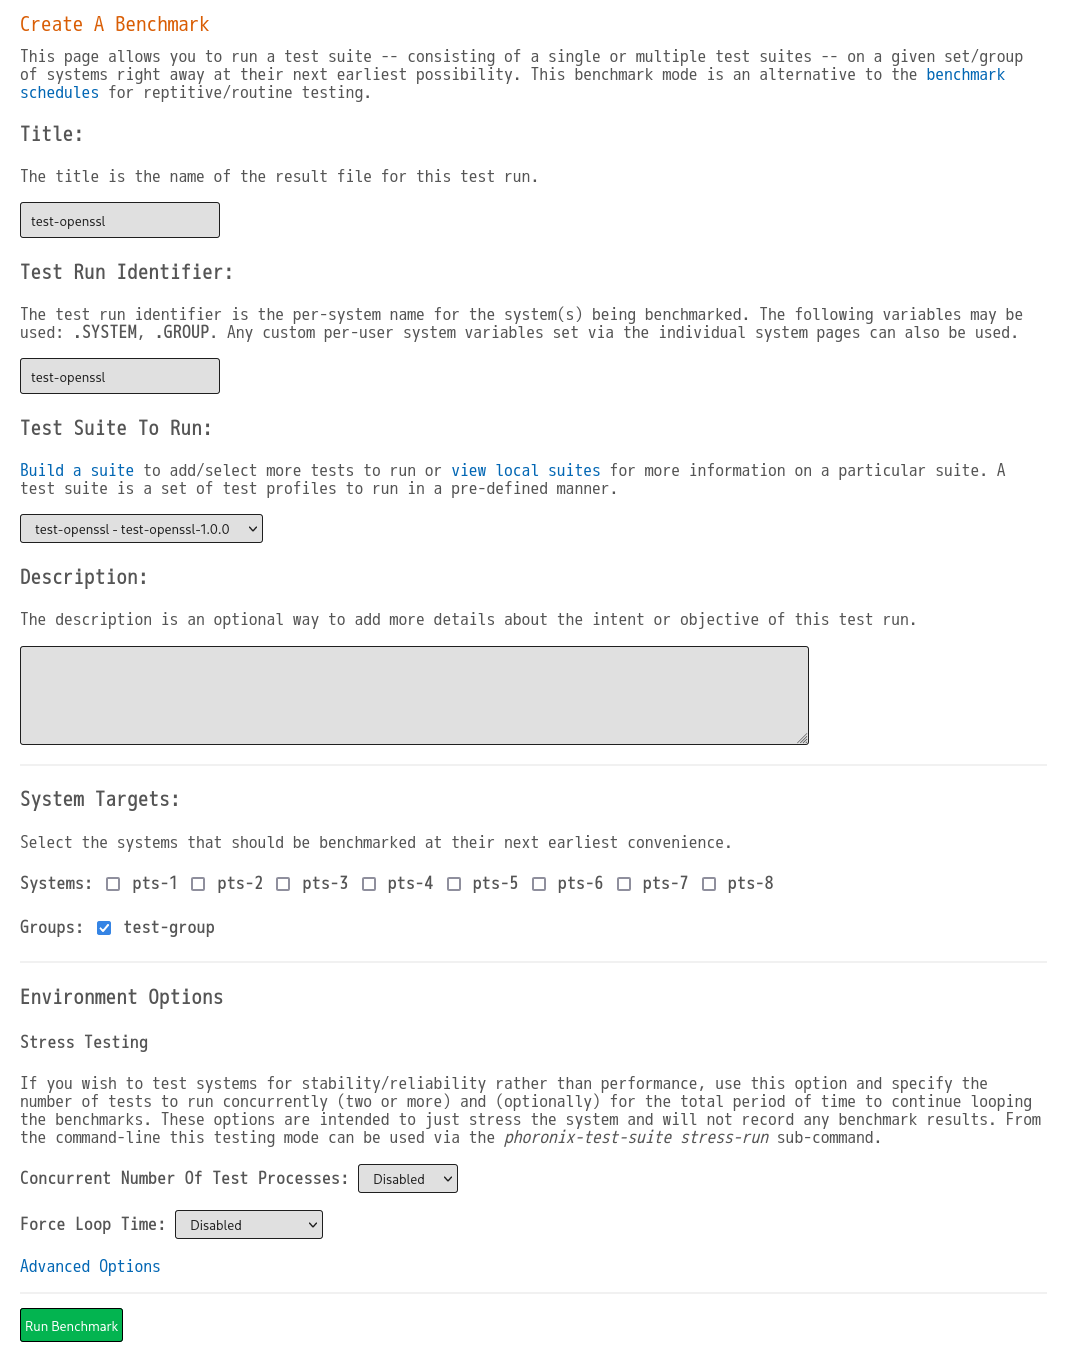 Create A Benchmark
This page allows you to run a test suite -- consisting of a single or multiple test suites -- on a given set/group
of systems right away at their next earliest possibility. This benchmark mode is an alternative to the benchmark
schedules for reptitive/routine testing.
Title:
The title is the name of the result file for this test run.
test-openssl
Test Run Identifier:
The test run identifier is the per-system name for the system(s) being benchmarked. The following variables may be
used: .SYSTEM, .GROUP. Any custom per-user system variables set via the individual system pages can also be used.
test-openssl
Test Suite To Run:
Build a suite to add/select more tests to run or view local suites for more information on a particular suite. A
test suite is a set of test profiles to run in a pre-defined manner.
test-openssl - test-openssl-1.0.0
Description:
The description is an optional way to add more details about the intent or objective of this test run.
System Targets:
Select the systems that should be benchmarked at their next earliest convenience.
Systems: pts-1 pts-2 pts-3 pts-4 pts-5 pts-6 pts-7 pts-8
Groups: test-group
Environment Options
Stress Testing
If you wish to test systems for stability/reliability rather than performance, use this option and specify the
number of tests to run concurrently (two or more) and (optionally) for the total period of time to continue looping
the benchmarks. These options are intended to just stress the system and will not record any benchmark results. From
the command-line this testing mode can be used via the phoronix-test-suite stress-run sub-command.
Concurrent Number Of Test Processes: Disabled
Force Loop Time: Disabled
Advanced Options
Run Benchmark